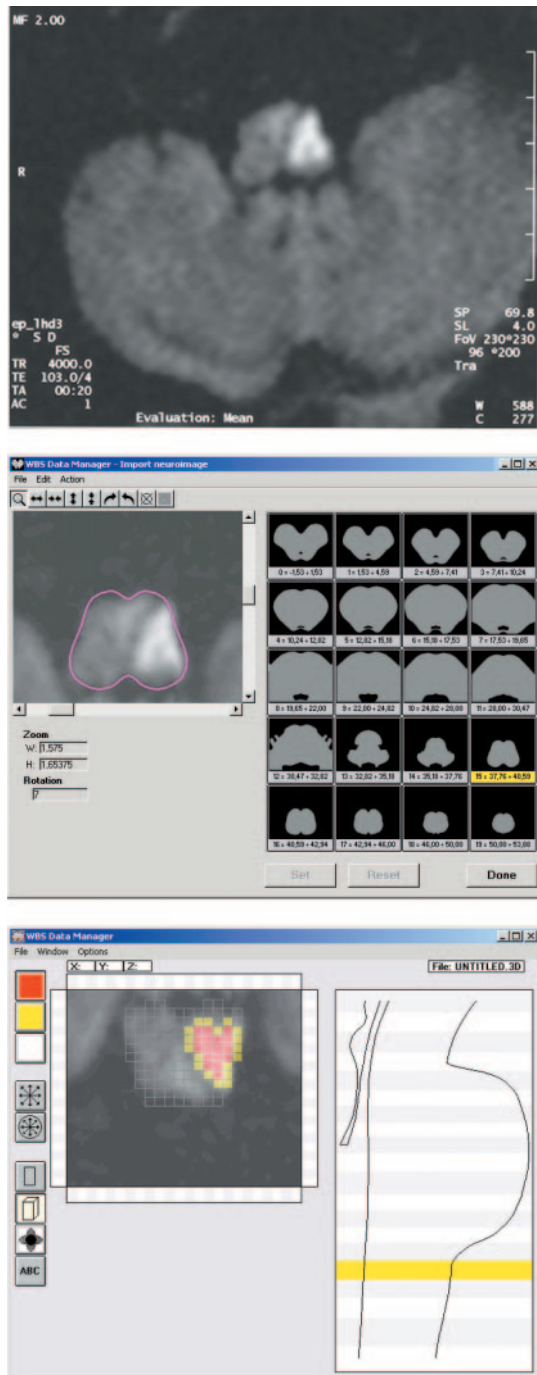 MF 2.00
R
ep_lhd3
* S D
FS
TR 4000.0
TE 103.0/4
TA 00:20
AC 1
Evaluation: Mean
SP 69.8
SL 4.0
FoV 230*230
96 *200
Tra
W 588
C 277
WBS Data Manager - Import neuroimage
File Edit Action
0 = -1,53 ÷ 1,53
1 = 1,53 ÷ 4,59
2 = 4,59 ÷ 7,41
3 = 7,41 ÷ 10,24
4 = 10,24 ÷ 12,82
5 = 12,82 ÷ 15,18
6 = 15,18 ÷ 17,53
7 = 17,53 ÷ 19,65
8 = 19,65 ÷ 22,00
9 = 22,00 ÷ 24,82
10 = 24,82 ÷ 28,00
11 = 28,00 ÷ 30,47
12 = 30,47 ÷ 32,82
13 = 32,82 ÷ 35,18
14 = 35,18 ÷ 37,76
15 = 37,76 ÷ 40,59
16 = 40,59 ÷ 42,94
17 = 42,94 ÷ 46,00
18 = 46,00 ÷ 50,00
19 = 50,00 ÷ 53,00
Zoom
W: 1.575
H: 1.65375
Rotation
7
Set Reset Done
WBS Data Manager
File Window Options
X: Y: Z:
File: UNTITLED.3D
ABC